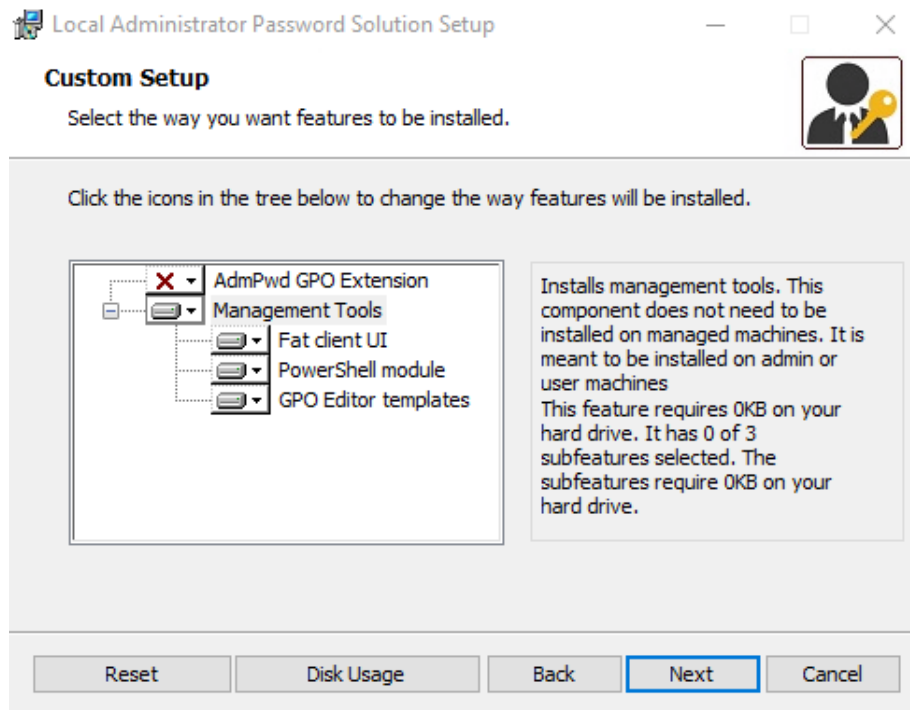 Local Administrator Password Solution Setup
Custom Setup
Select the way you want features to be installed.
Click the icons in the tree below to change the way features will be installed.
AdmPwd GPO Extension
Management Tools
Fat client UI
PowerShell module
GPO Editor templates
Installs management tools. This
component does not need to be
installed on managed machines. It is
meant to be installed on admin or
user machines
This feature requires 0KB on your
hard drive. It has 0 of 3
subfeatures selected. The
subfeatures require 0KB on your
hard drive.
Reset
Disk Usage
Back
Next
Cancel